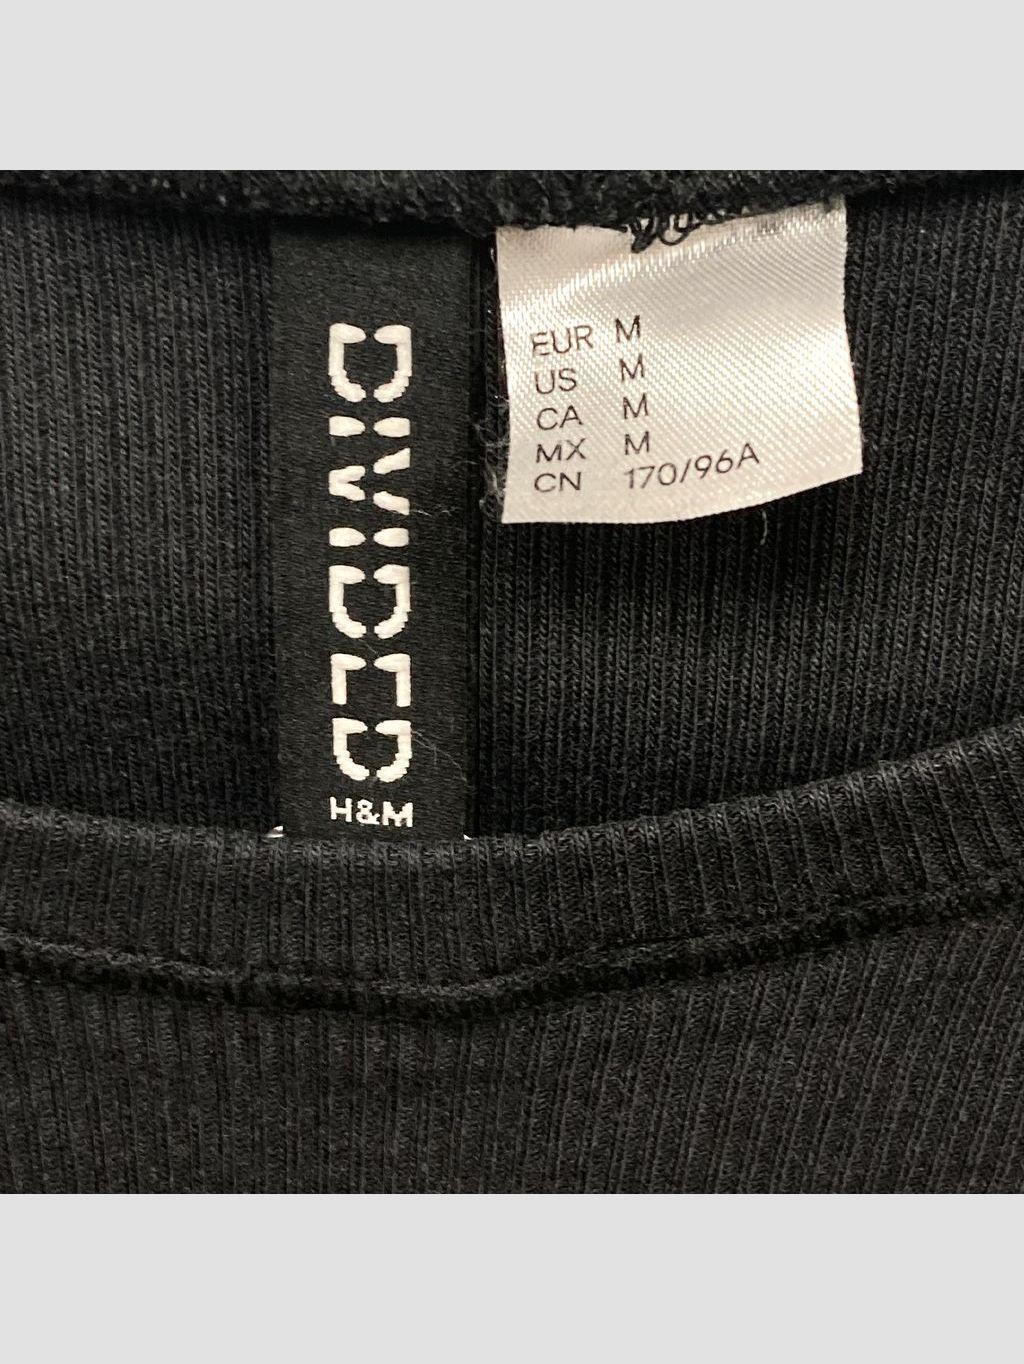 DIVIDED
H&M
EUR M
US M
CA M
MX M
CN 170/96A